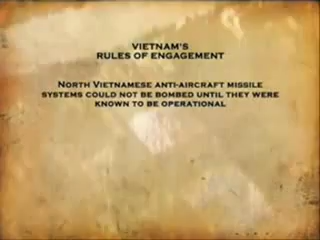 VIETNAM'S
RULES OF ENGAGEMENT
NORTH VIETNAMESE ANTI-AIRCRAFT MISSILE
SYSTEMS COULD NOT BE BOMBED UNTIL THEY WERE
KNOWN TO BE OPERATIONAL